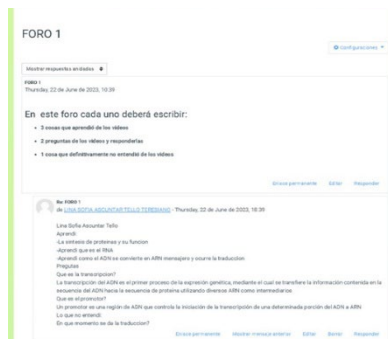 FORO 1
Configuraciones
Mostrar respuestas anidadas
FORO 1
Thursday, 22 de June de 2023, 10:39
En este foro cada uno deberá escribir:
3 cosas que aprendió de los videos
2 preguntas de los videos y responderlas
1 cosa que definitivamente no entendió de los videos
Enlace permanente Editar Responder
Re: FORO 1
de LINA SOFIA ASCUNTAR TELLO TERESIANO - Thursday, 22 de June de 2023, 18:39
Lina Sofia Ascuntar Tello
Aprendi
-La sintesis de proteinas y su funcion
-Aprendi que es el RNA
-Aprendi como el ADN se convierte en ARN mensajero y ocurre la traduccion
Pregutas
Que es la transcripcion?
La transcripción del ADN es el primer proceso de la expresión genética, mediante el cual se transfiere la información contenida en la
secuencia del ADN hacia la secuencia de proteína utilizando diversos ARN como intermediarios
Que es el promotor?
Un promotor es una región de ADN que controla la iniciación de la transcripción de una determinada porción del ADN a ARN
Lo que no entendi
En que momento se da la traduccion?
Enlace permanente Mostrar mensaje anterior Editar Borrar Responder